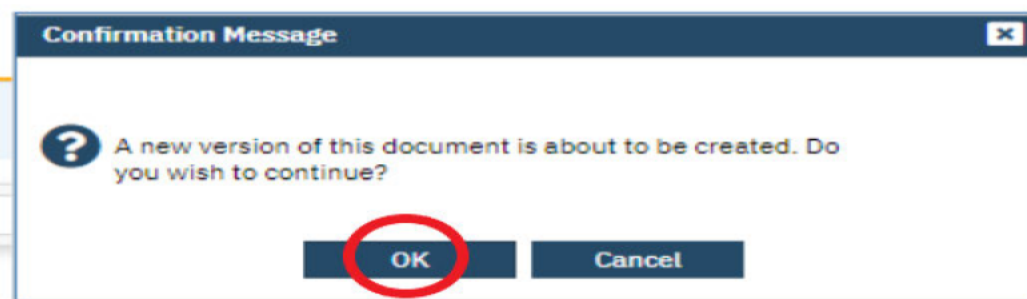 Confirmation Message
A new version of this document is about to be created. Do
you wish to continue?
OK Cancel